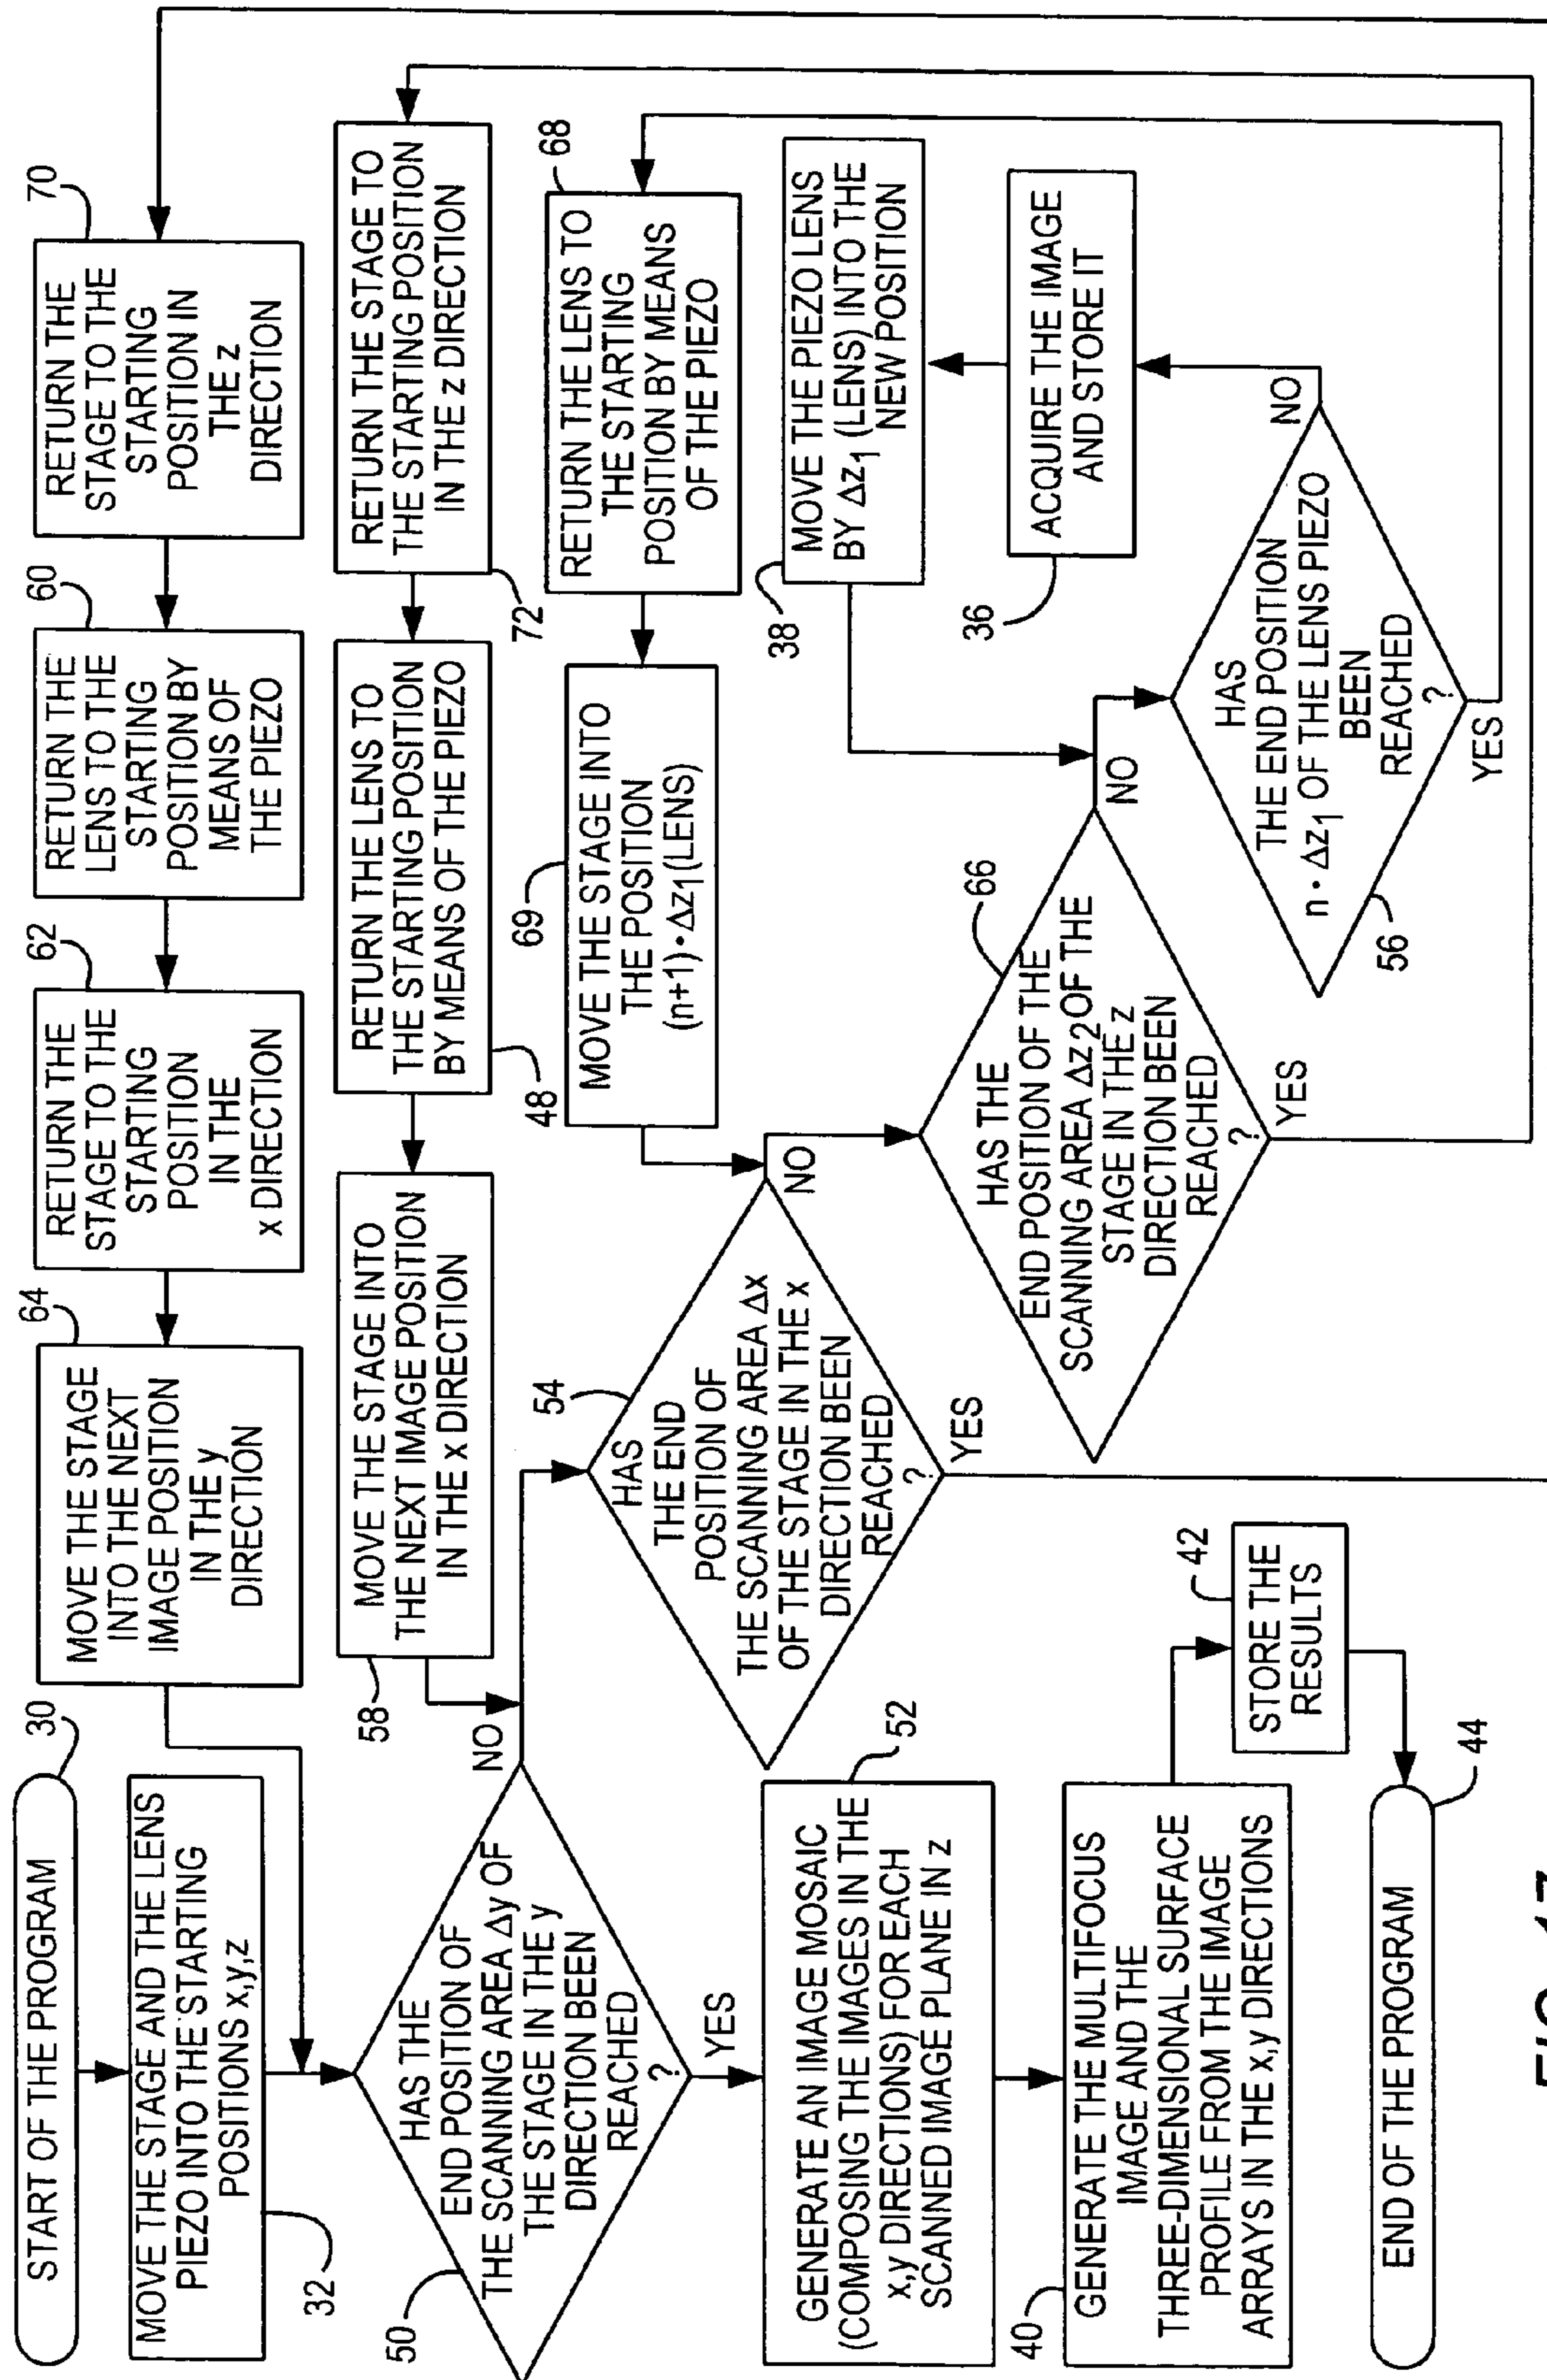 START OF THE PROGRAM
30
MOVE THE STAGE AND THE LENS
PIEZO INTO THE STARTING
POSITIONS x,y,z
32
50
HAS THE
END POSITION OF
THE SCANNING AREA Δy OF
THE STAGE IN THE y
DIRECTION BEEN
REACHED
?
NO
YES
GENERATE AN IMAGE MOSAIC
(COMPOSING THE IMAGES IN THE
x,y DIRECTIONS) FOR EACH
SCANNED IMAGE PLANE IN z
52
40
GENERATE THE MULTIFOCUS
IMAGE AND THE
THREE-DIMENSIONAL SURFACE
PROFILE FROM THE IMAGE
ARRAYS IN THE x,y DIRECTIONS
STORE THE
RESULTS
42
END OF THE PROGRAM
44
64
MOVE THE STAGE
INTO THE NEXT
IMAGE POSITION
IN THE y
DIRECTION
62
RETURN THE
STAGE TO THE
STARTING
POSITION
IN THE
x DIRECTION
60
RETURN THE
LENS TO THE
STARTING
POSITION BY
MEANS OF
THE PIEZO
70
RETURN THE
STAGE TO THE
STARTING
POSITION IN
THE z
DIRECTION
58
MOVE THE STAGE INTO
THE NEXT IMAGE POSITION
IN THE x DIRECTION
48
RETURN THE LENS TO
THE STARTING POSITION
BY MEANS OF THE PIEZO
72
RETURN THE STAGE TO
THE STARTING POSITION
IN THE z DIRECTION
54
HAS
THE END
POSITION OF
THE SCANNING AREA Δx
OF THE STAGE IN THE x
DIRECTION BEEN
REACHED
?
NO
YES
69
MOVE THE STAGE INTO
THE POSITION
(n+1)•Δz1(LENS)
68
RETURN THE LENS TO
THE STARTING
POSITION BY MEANS
OF THE PIEZO
66
HAS THE
END POSITION OF THE
SCANNING AREA Δz2 OF THE
STAGE IN THE z
DIRECTION BEEN
REACHED
?
NO
YES
38
MOVE THE PIEZO LENS
BY Δz1 (LENS) INTO THE
NEW POSITION
36
ACQUIRE THE IMAGE
AND STORE IT
56
HAS
THE END POSITION
n • Δz1 OF THE LENS PIEZO
BEEN
REACHED
?
NO
YES